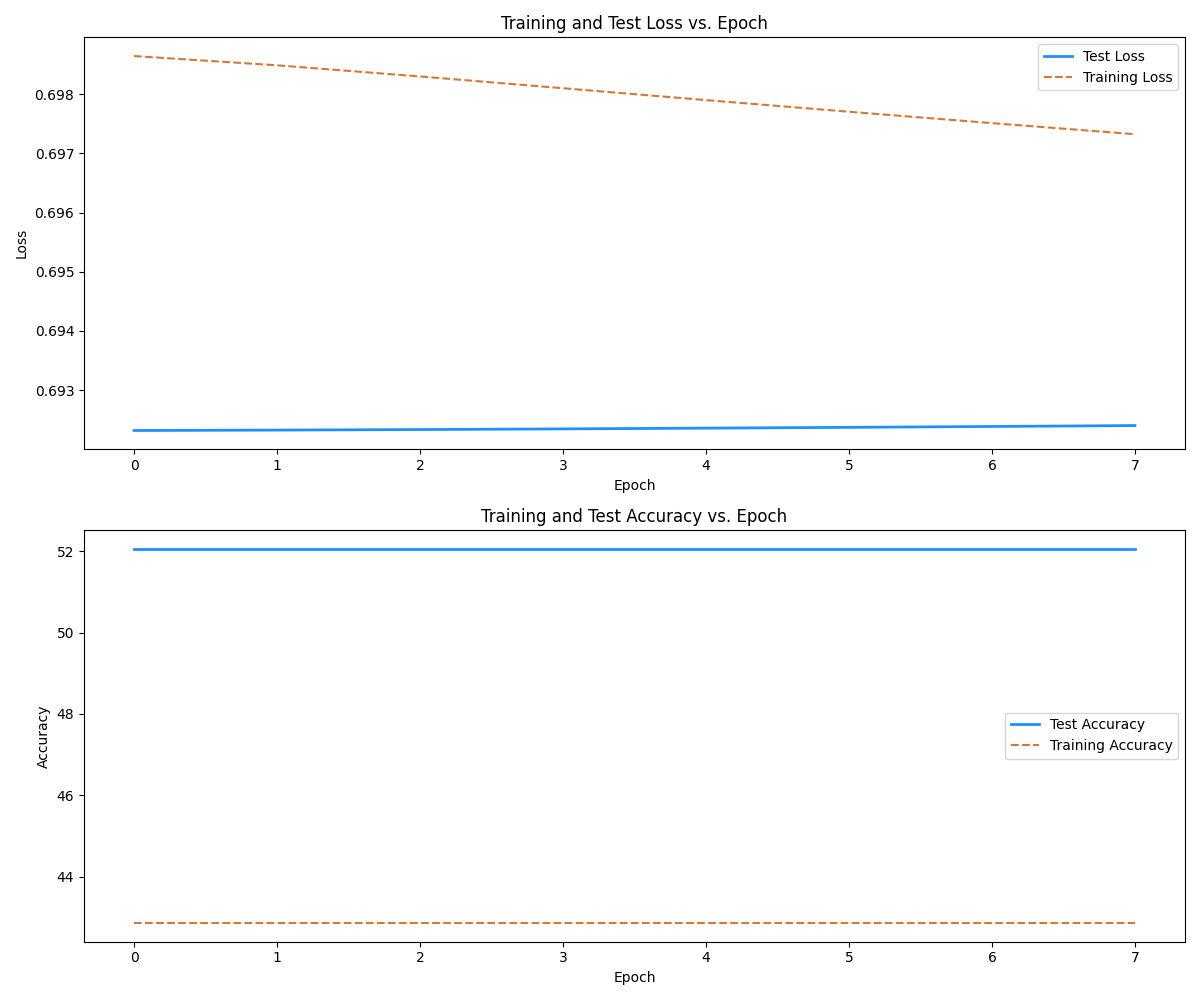 Training and Test Loss vs. Epoch
Test Loss
Training Loss
0.698
0.697
0.696
0.695
0.694
0.693
Loss
0 1 2 3 4 5 6 7
Epoch
Training and Test Accuracy vs. Epoch
52
50
48
46
44
Accuracy
Test Accuracy
Training Accuracy
0 1 2 3 4 5 6 7
Epoch